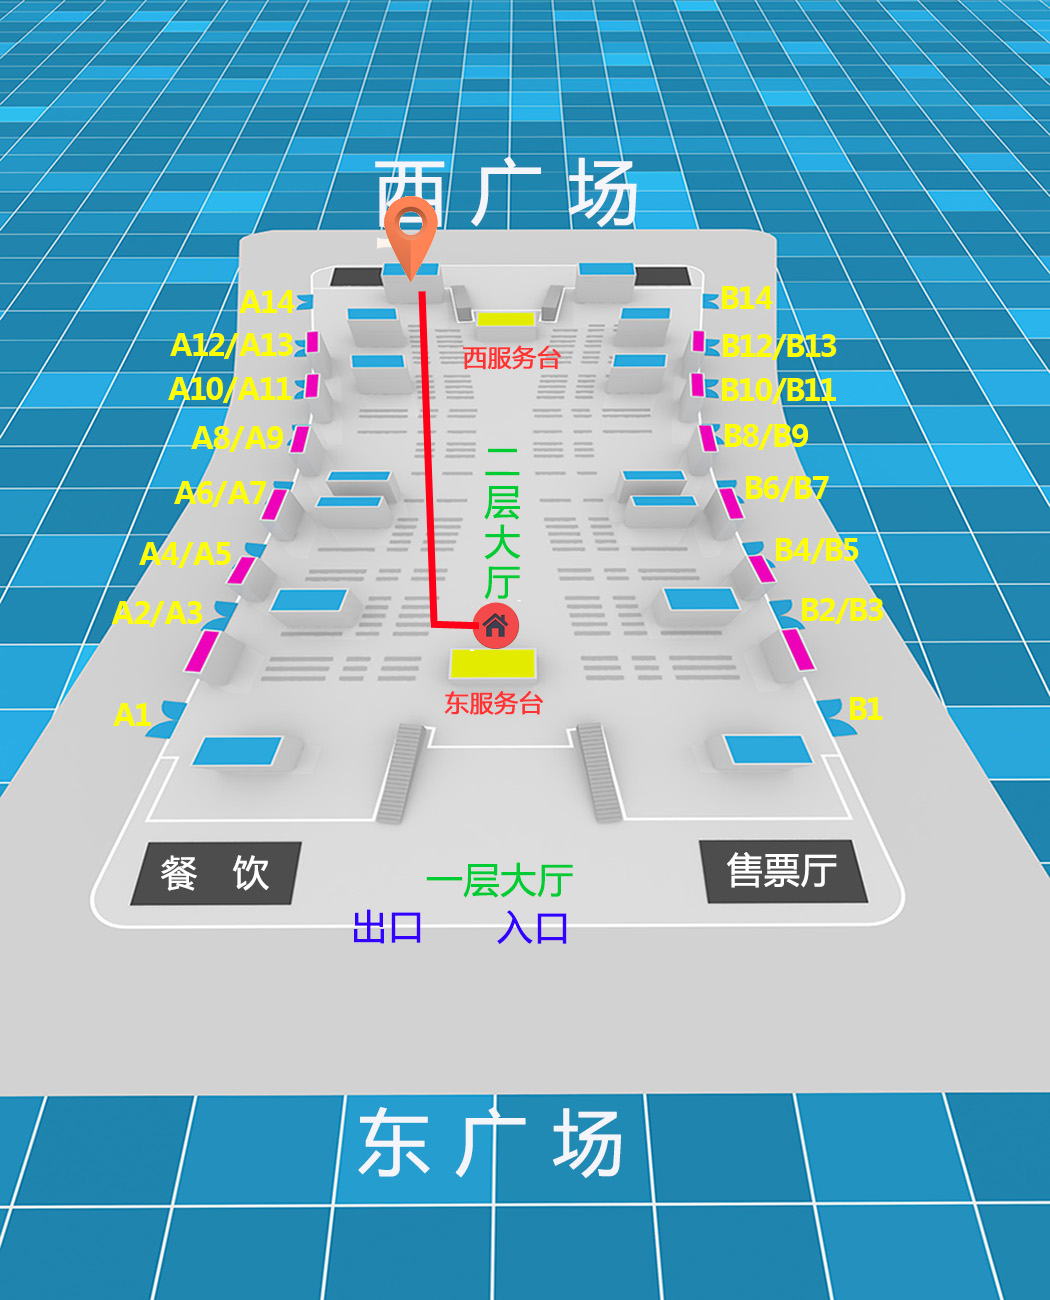 西广场
A14
B14
A12/A13
B12/B13
西服务台
A10/A11
B10/B11
A8/A9
B8/B9
二层大厅
A6/A7
B6/B7
A4/A5
B4/B5
A2/A3
B2/B3
东服务台
A1
B1
餐 饮
一层大厅
售票厅
出口
入口
东广场